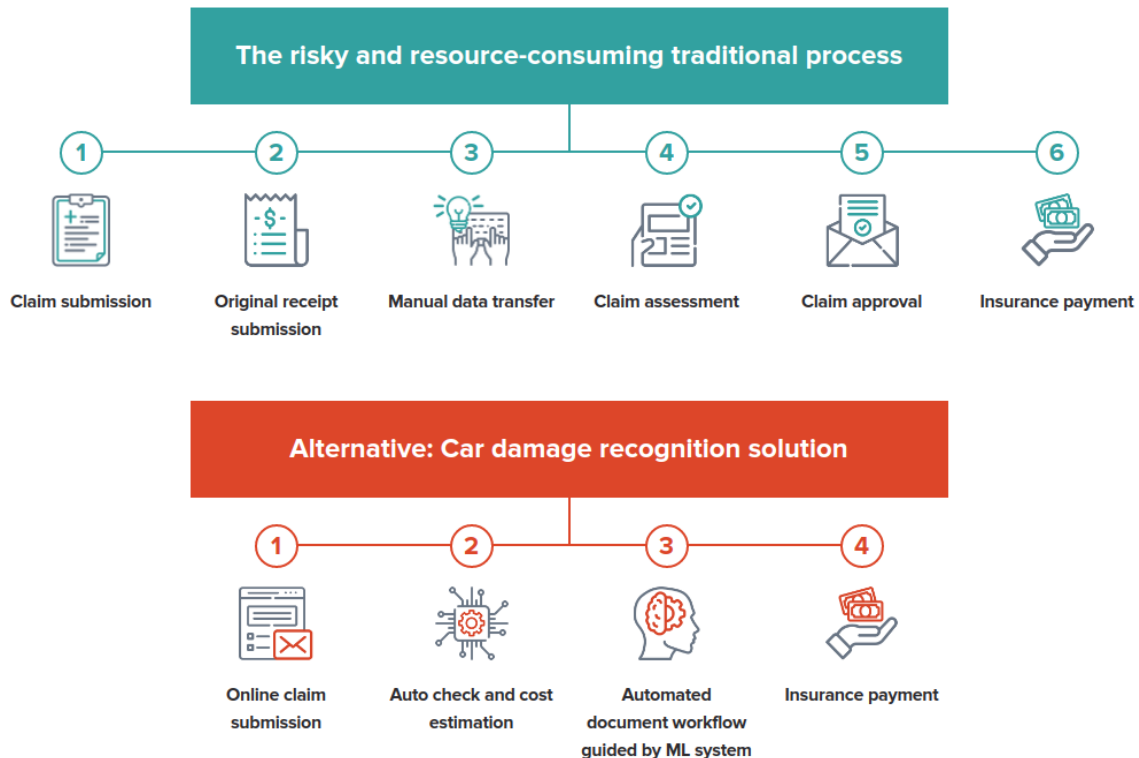 The risky and resource-consuming traditional process
1 2 3 4 5 6
Claim submission
Original receipt
submission
Manual data transfer
Claim assessment
Claim approval
Insurance payment
Alternative: Car damage recognition solution
1 2 3 4
Online claim
submission
Auto check and cost
estimation
Automated
document workflow
guided by ML system
Insurance payment